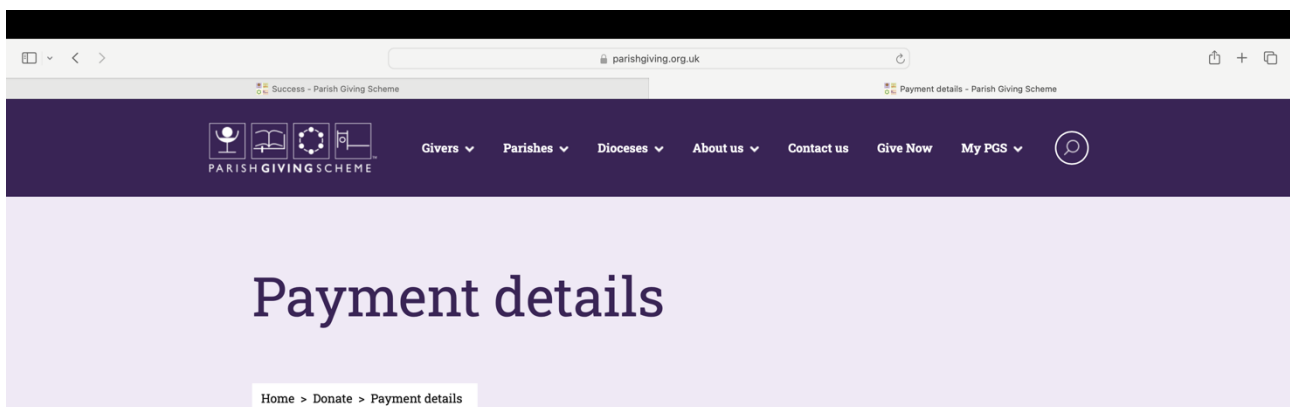 parishgiving.org.uk
Success - Parish Giving Scheme
Payment details - Parish Giving Scheme
PARISH GIVING SCHEME
Givers
Parishes
Dioceses
About us
Contact us
Give Now
My PGS
Payment details
Home > Donate > Payment details